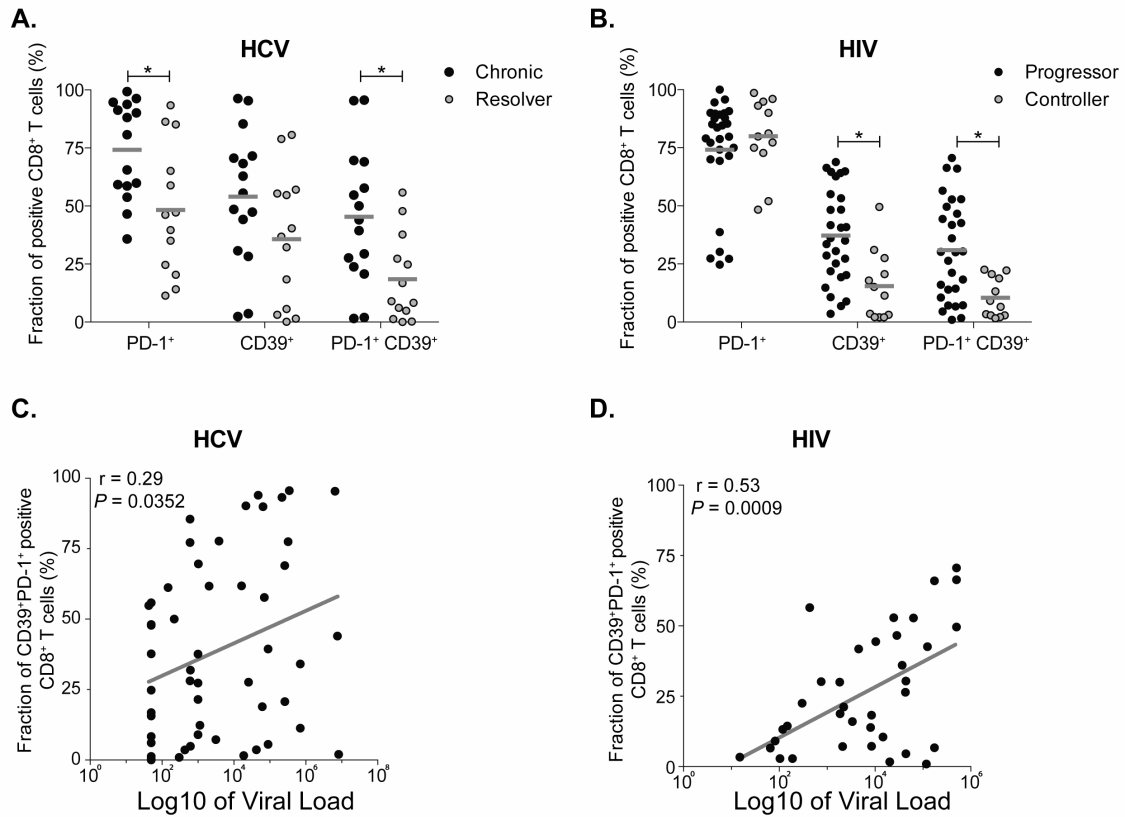 A.
HCV
Fraction of positive CD8⁺ T cells (%)
100
75
50
25
0
*
*
PD-1⁺
CD39⁺
PD-1⁺ CD39⁺
Chronic
Resolver
B.
HIV
Fraction of positive CD8⁺ T cells (%)
100
75
50
25
0
*
*
PD-1⁺
CD39⁺
PD-1⁺ CD39⁺
Progressor
Controller
C.
HCV
Fraction of CD39⁺PD-1⁺ positive
CD8⁺ T cells (%)
100
75
50
25
0
r = 0.29
P = 0.0352
10⁰ 10² 10⁴ 10⁶ 10⁸
Log10 of Viral Load
D.
HIV
Fraction of CD39⁺PD-1⁺ positive
CD8⁺ T cells (%)
100
75
50
25
0
r = 0.53
P = 0.0009
10⁰ 10² 10⁴ 10⁶
Log10 of Viral Load